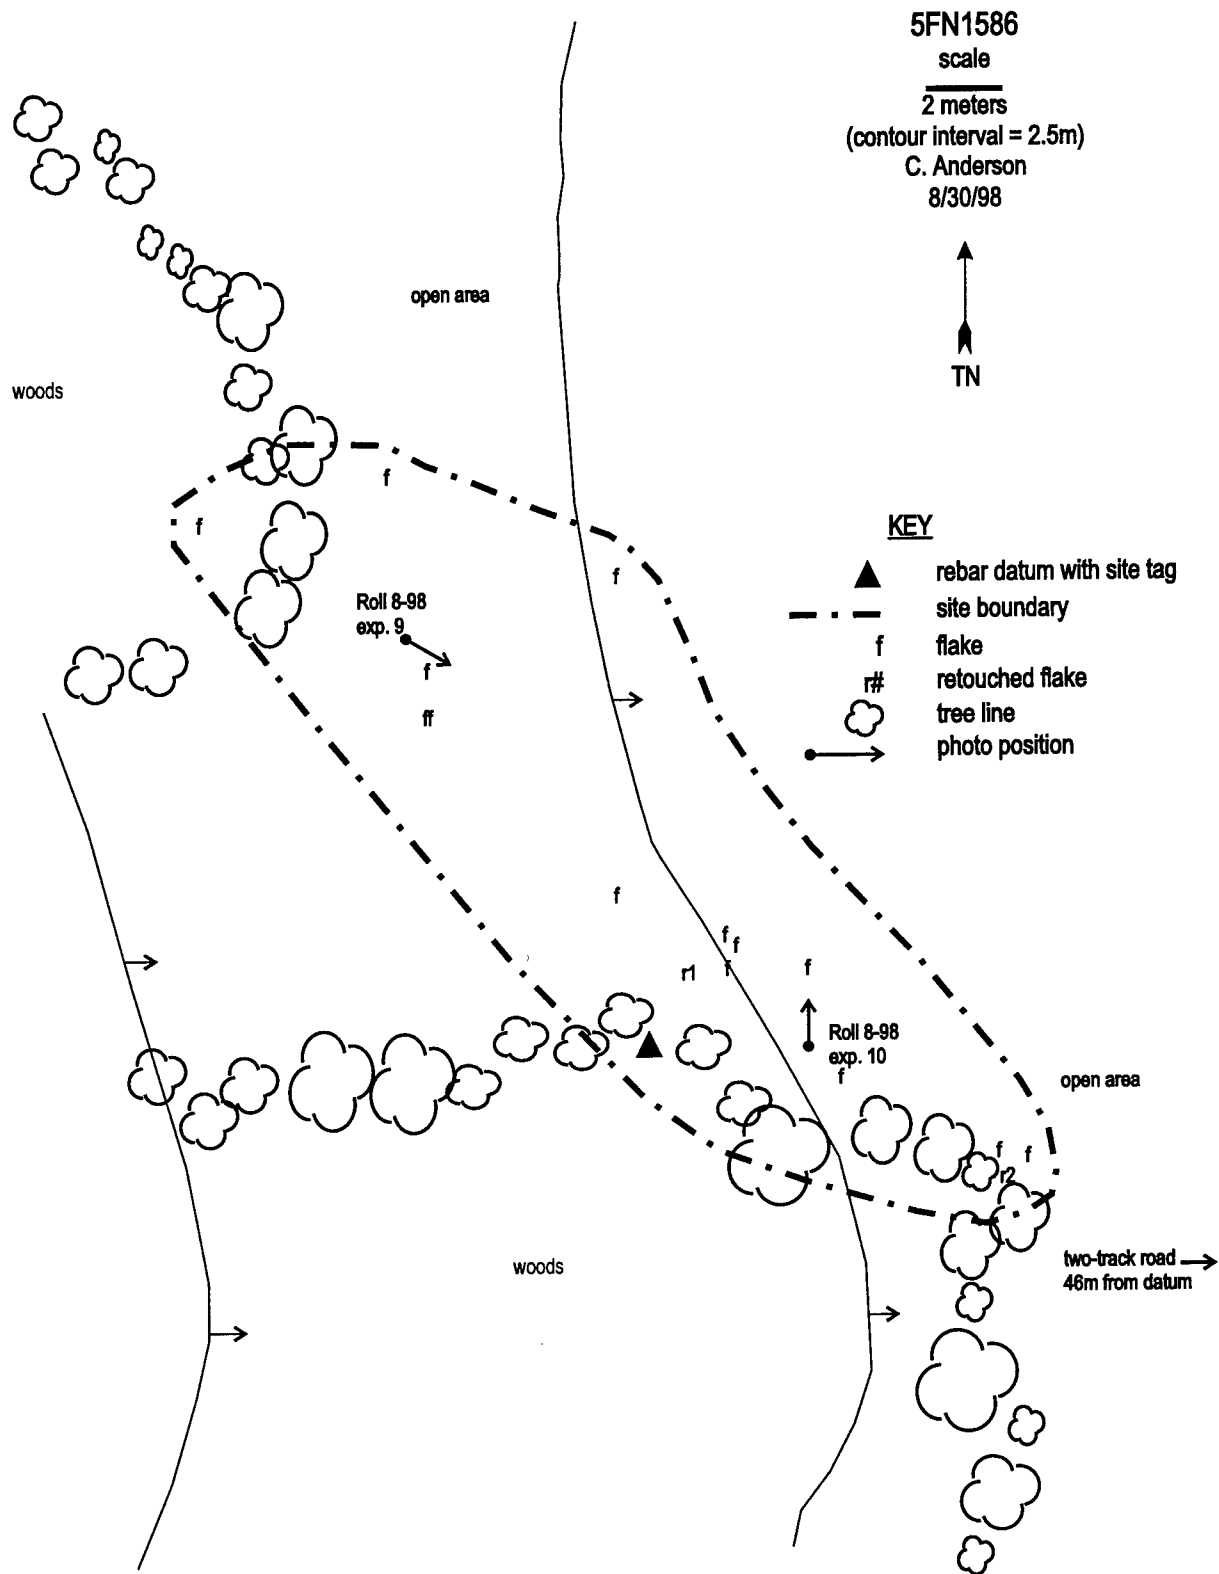 5FN1586
scale
2 meters
(contour interval = 2.5m)
C. Anderson
8/30/98
TN
open area
woods
f
f
f
KEY
rebar datum with site tag
site boundary
f flake
r# retouched flake
tree line
photo position
Roll 8-98
exp. 9
f
ff
f
f
f
r1 f
f
Roll 8-98
exp. 10
f
open area
f f
r2
two-track road
46m from datum
woods